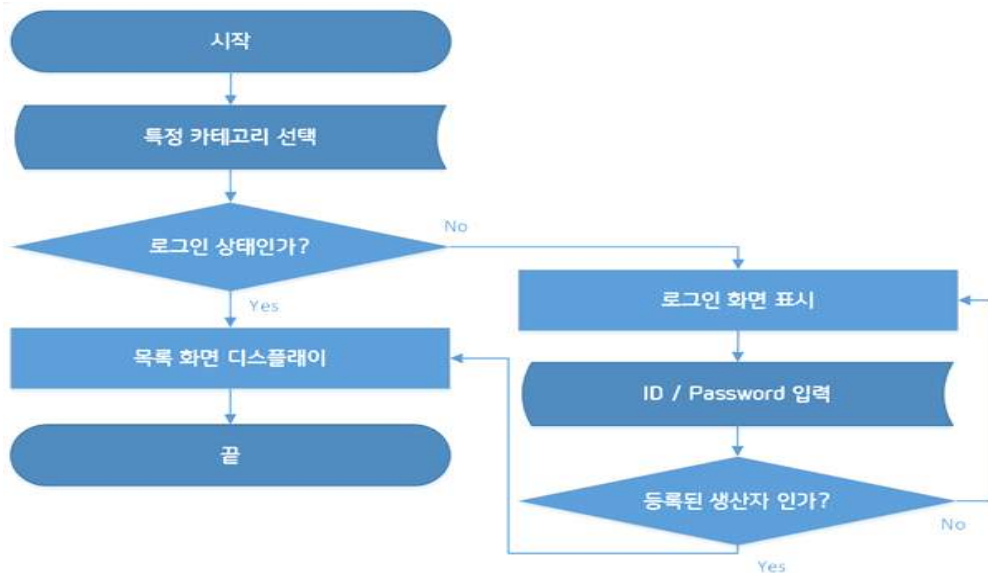 시작
특정 카테고리 선택
로그인 상태인가?
No
Yes
목록 화면 디스플래이
끝
로그인 화면 표시
ID / Password 입력
등록된 생산자 인가?
No
Yes